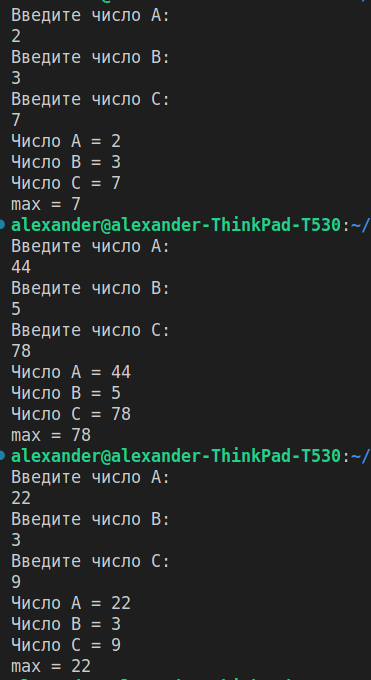 Введите число A:
2
Введите число B:
3
Введите число C:
7
Число A = 2
Число B = 3
Число C = 7
max = 7
alexander@alexander-ThinkPad-T530:~/
Введите число A:
44
Введите число B:
5
Введите число C:
78
Число A = 44
Число B = 5
Число C = 78
max = 78
alexander@alexander-ThinkPad-T530:~/
Введите число A:
22
Введите число B:
3
Введите число C:
9
Число A = 22
Число B = 3
Число C = 9
max = 22